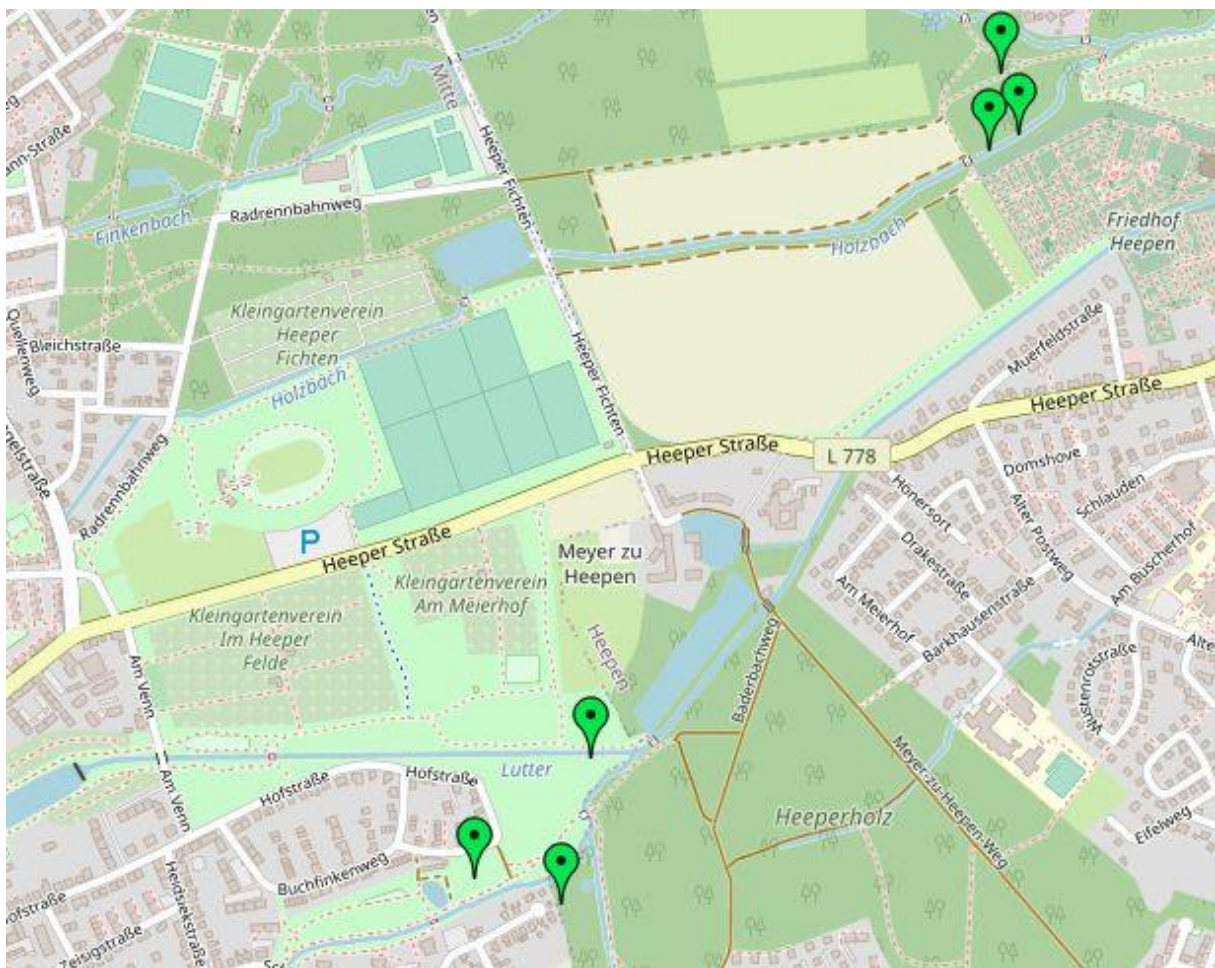 Mitte
Heeper Fichten
Radrennbahnweg
Finkenbach
Holzbach
Friedhof
Heepen
Kleingartenverein
Heeper
Fichten
Quellenweg
Bleichstraße
Holzbach
Heeper Fichten
Muerfeldstraße
Heeper Straße
Heeper Straße
L 778
Radrennbahnweg
Domshove
Schlauden
Honersort
Alter Postweg
P
Heeper Straße
Meyer zu
Heepen
Kleingartenverein
Am Meierhof
Drakestraße
Am Büscherhof
Am Meierhof
Barkhausenstraße
Kleingartenverein
Im Heeper
Felde
Heepen
Am Venn
Baderbachweg
Wüstenrotstraße
Lutter
Hofstraße
Hofstraße
Am Venn
Meyer-zu-Heepen-Weg
Heeperholz
Eifelweg
Buchfinkenweg
Heidsiekstraße
Zeisigstraße